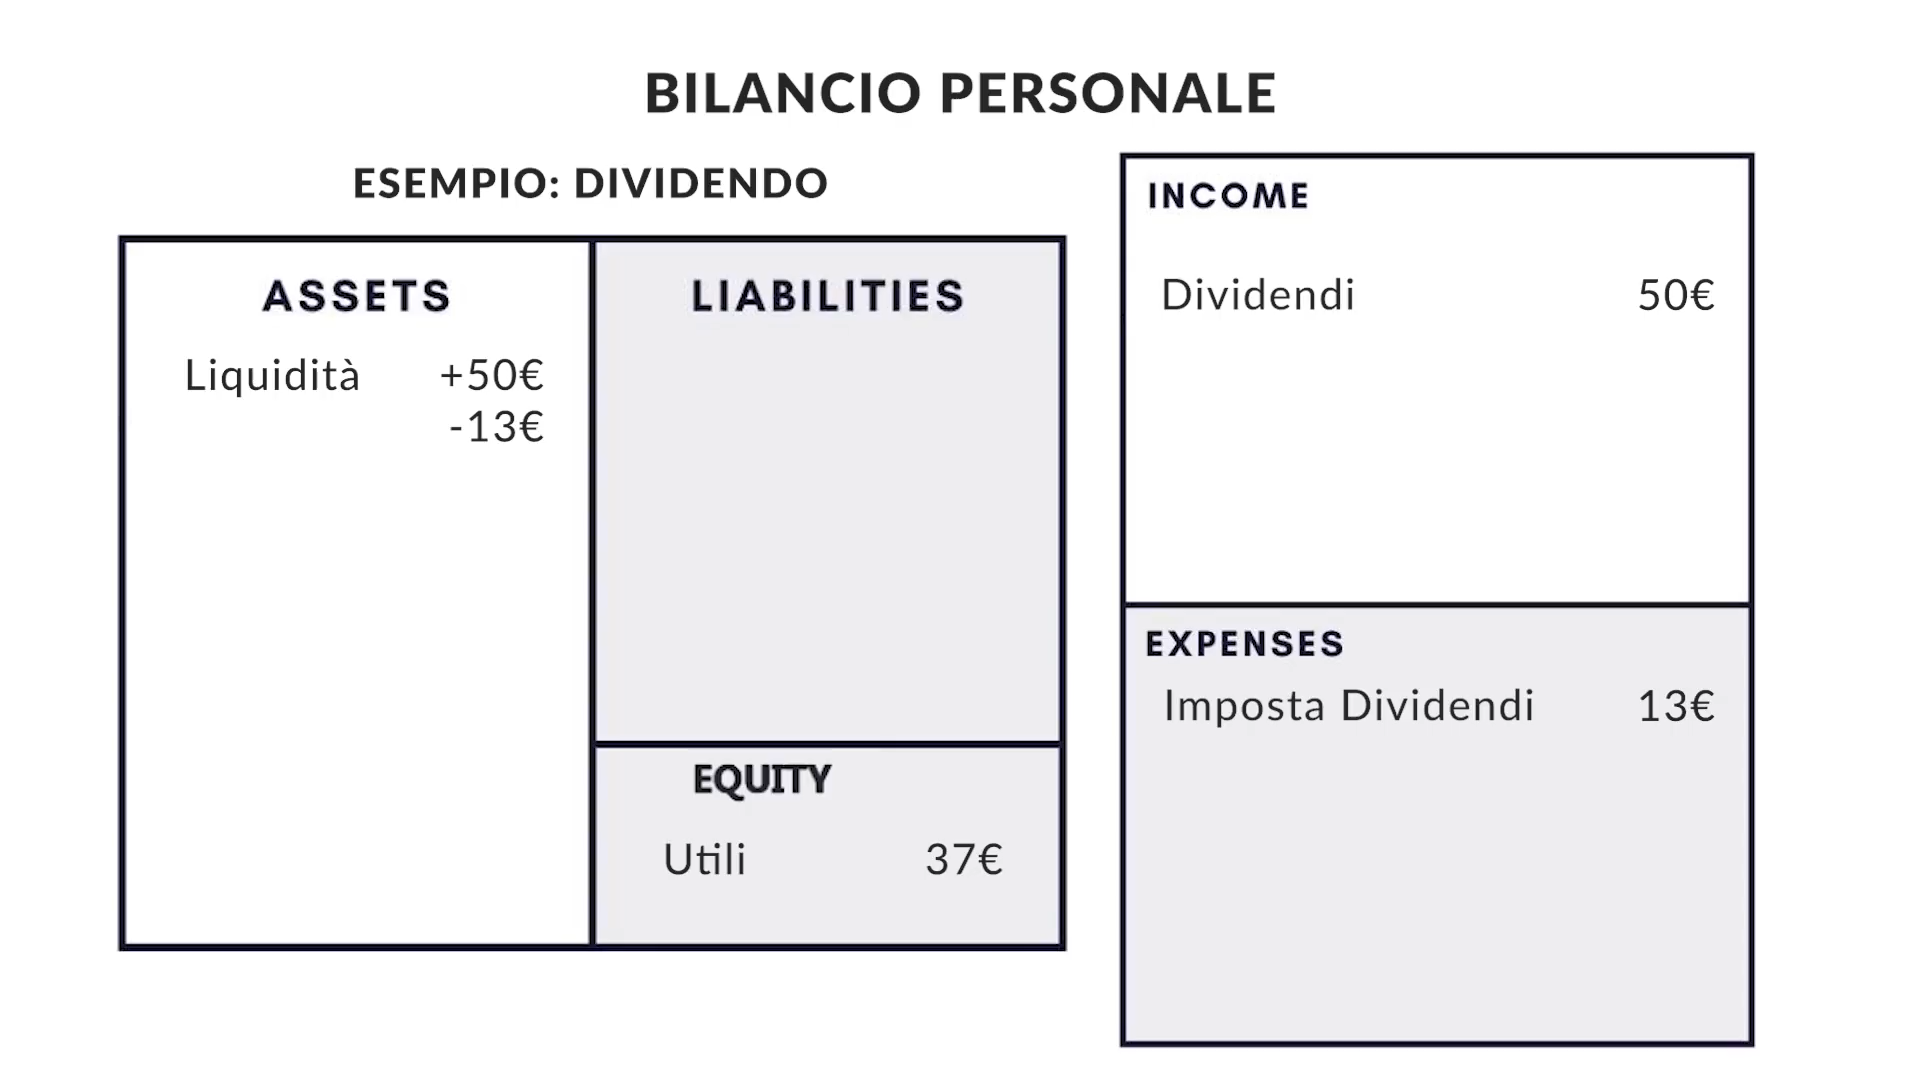 BILANCIO PERSONALE
ESEMPIO: DIVIDENDO
ASSETS
Liquidità +50€
-13€
LIABILITIES
EQUITY
Utili 37€
INCOME
Dividendi 50€
EXPENSES
Imposta Dividendi 13€